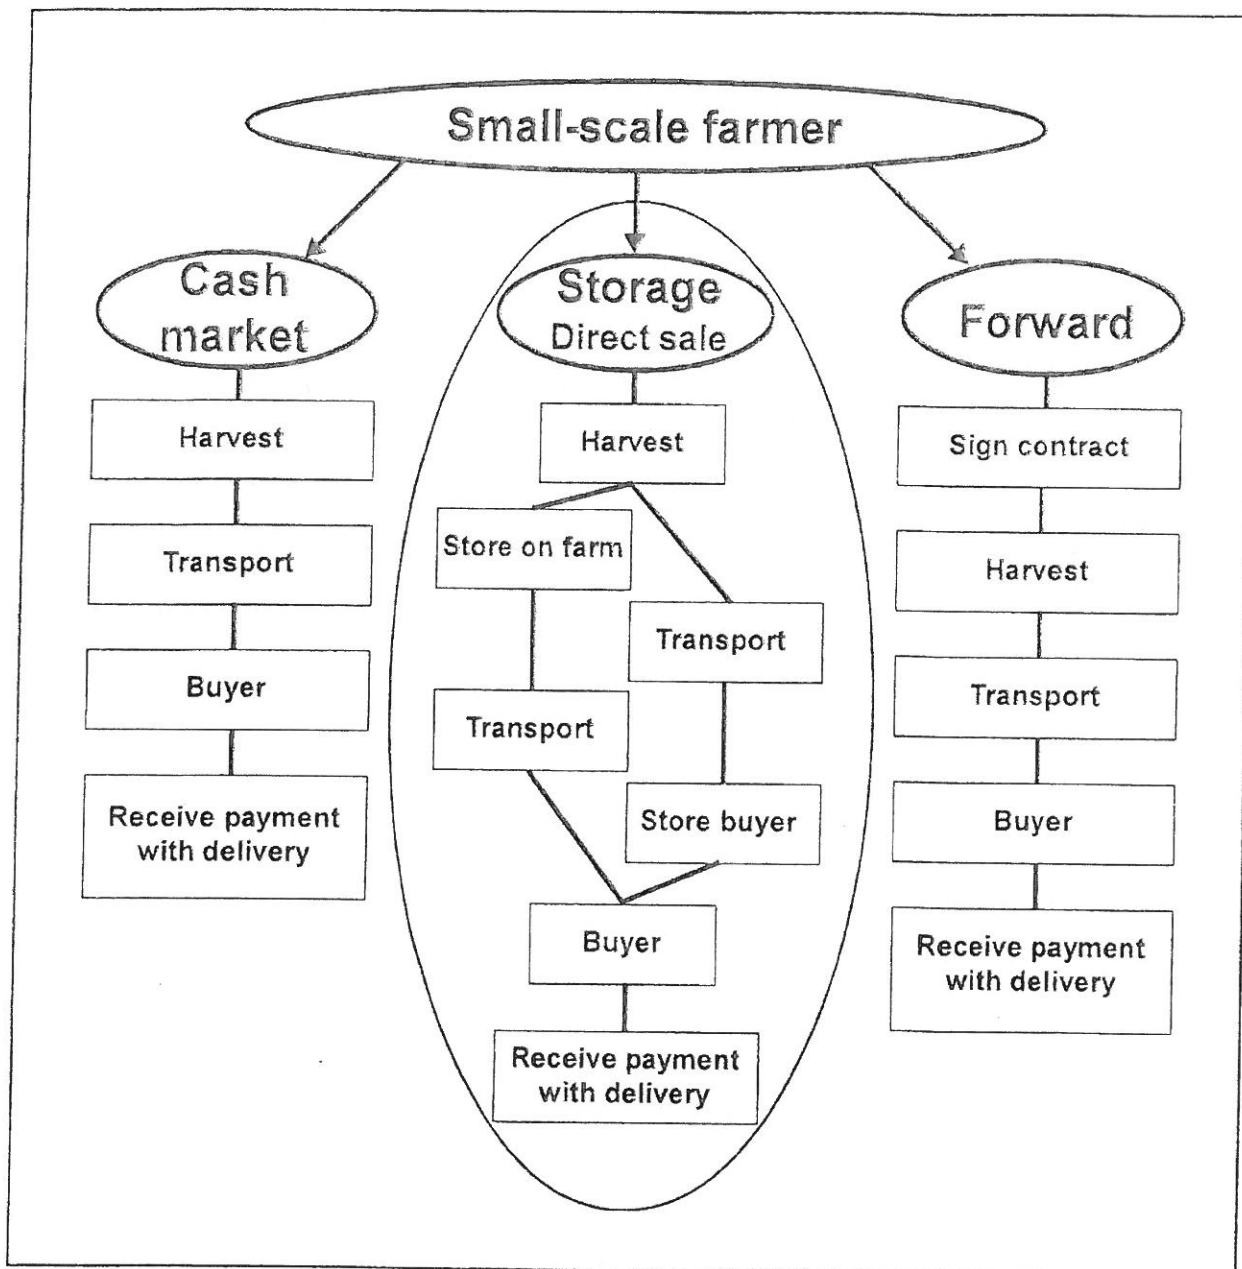 Small-scale farmer
Cash
market
Harvest
Transport
Buyer
Receive payment
with delivery
Storage
Direct sale
Harvest
Store on farm
Transport
Transport
Store buyer
Buyer
Receive payment
with delivery
Forward
Sign contract
Harvest
Transport
Buyer
Receive payment
with delivery